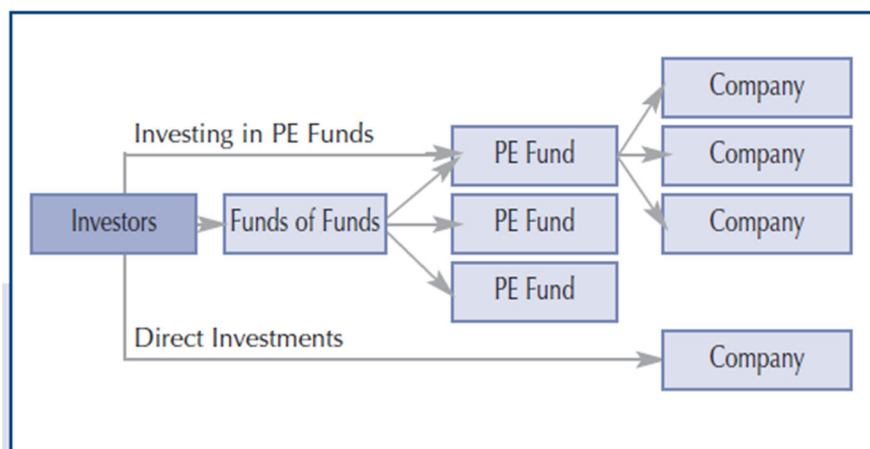 Company
Investing in PE Funds
PE Fund
Company
Investors
Funds of Funds
PE Fund
Company
PE Fund
Direct Investments
Company